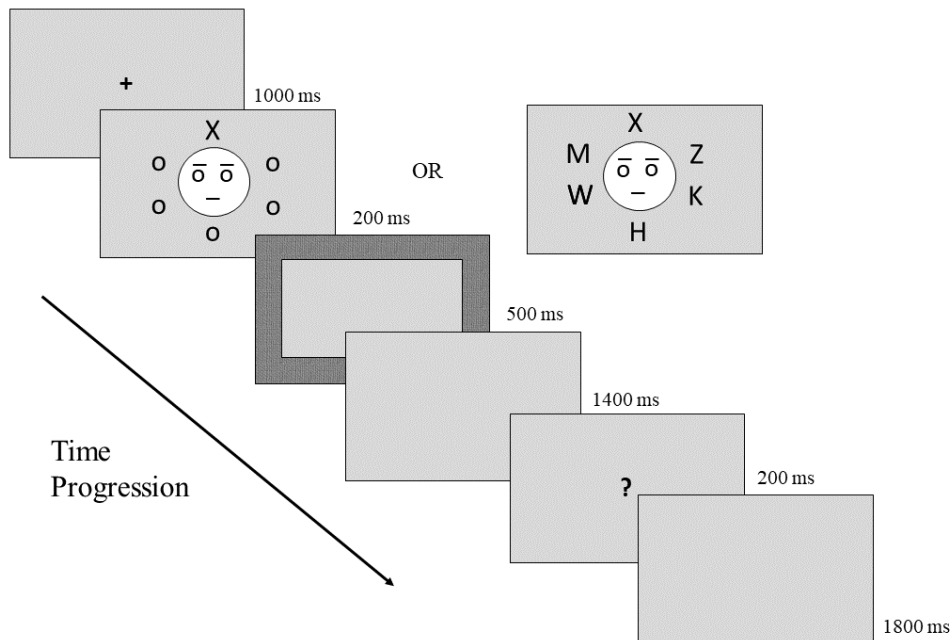 +
1000 ms
X
o o
o o
o
OR
X
M Z
W K
H
200 ms
500 ms
1400 ms
?
200 ms
1800 ms
Time
Progression